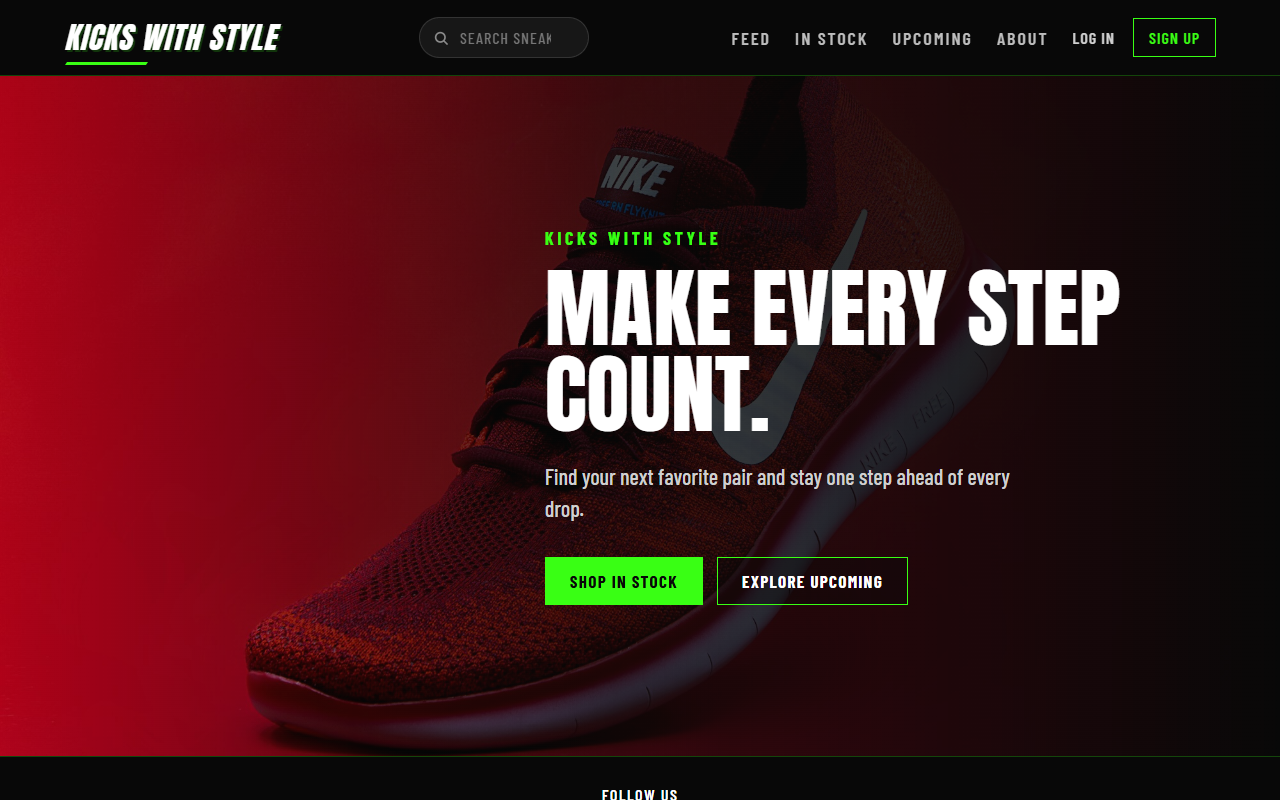 KICKS WITH STYLE
SEARCH SNEAK
FEED
IN STOCK
UPCOMING
ABOUT
LOG IN
SIGN UP
NIKE
KICKS WITH STYLE
MAKE EVERY STEP
COUNT.
NIKE FREE
Find your next favorite pair and stay one step ahead of every
drop.
SHOP IN STOCK
EXPLORE UPCOMING
FOLLOW US